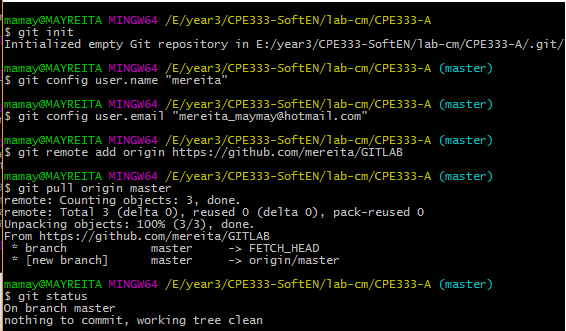 mamay@MAYREITA MINGW64 /E/year3/CPE333-SoftEN/lab-cm/CPE333-A
$ git init
Initialized empty Git repository in E:/year3/CPE333-SoftEN/lab-cm/CPE333-A/.git/
mamay@MAYREITA MINGW64 /E/year3/CPE333-SoftEN/lab-cm/CPE333-A (master)
$ git config user.name "mereita"
mamay@MAYREITA MINGW64 /E/year3/CPE333-SoftEN/lab-cm/CPE333-A (master)
$ git config user.email "mereita_maymay@hotmail.com"
mamay@MAYREITA MINGW64 /E/year3/CPE333-SoftEN/lab-cm/CPE333-A (master)
$ git remote add origin https://github.com/mereita/GITLAB
mamay@MAYREITA MINGW64 /E/year3/CPE333-SoftEN/lab-cm/CPE333-A (master)
$ git pull origin master
remote: Counting objects: 3, done.
remote: Total 3 (delta 0), reused 0 (delta 0), pack-reused 0
Unpacking objects: 100% (3/3), done.
From https://github.com/mereita/GITLAB
 * branch            master     -> FETCH_HEAD
 * [new branch]      master     -> origin/master
mamay@MAYREITA MINGW64 /E/year3/CPE333-SoftEN/lab-cm/CPE333-A (master)
$ git status
On branch master
nothing to commit, working tree clean